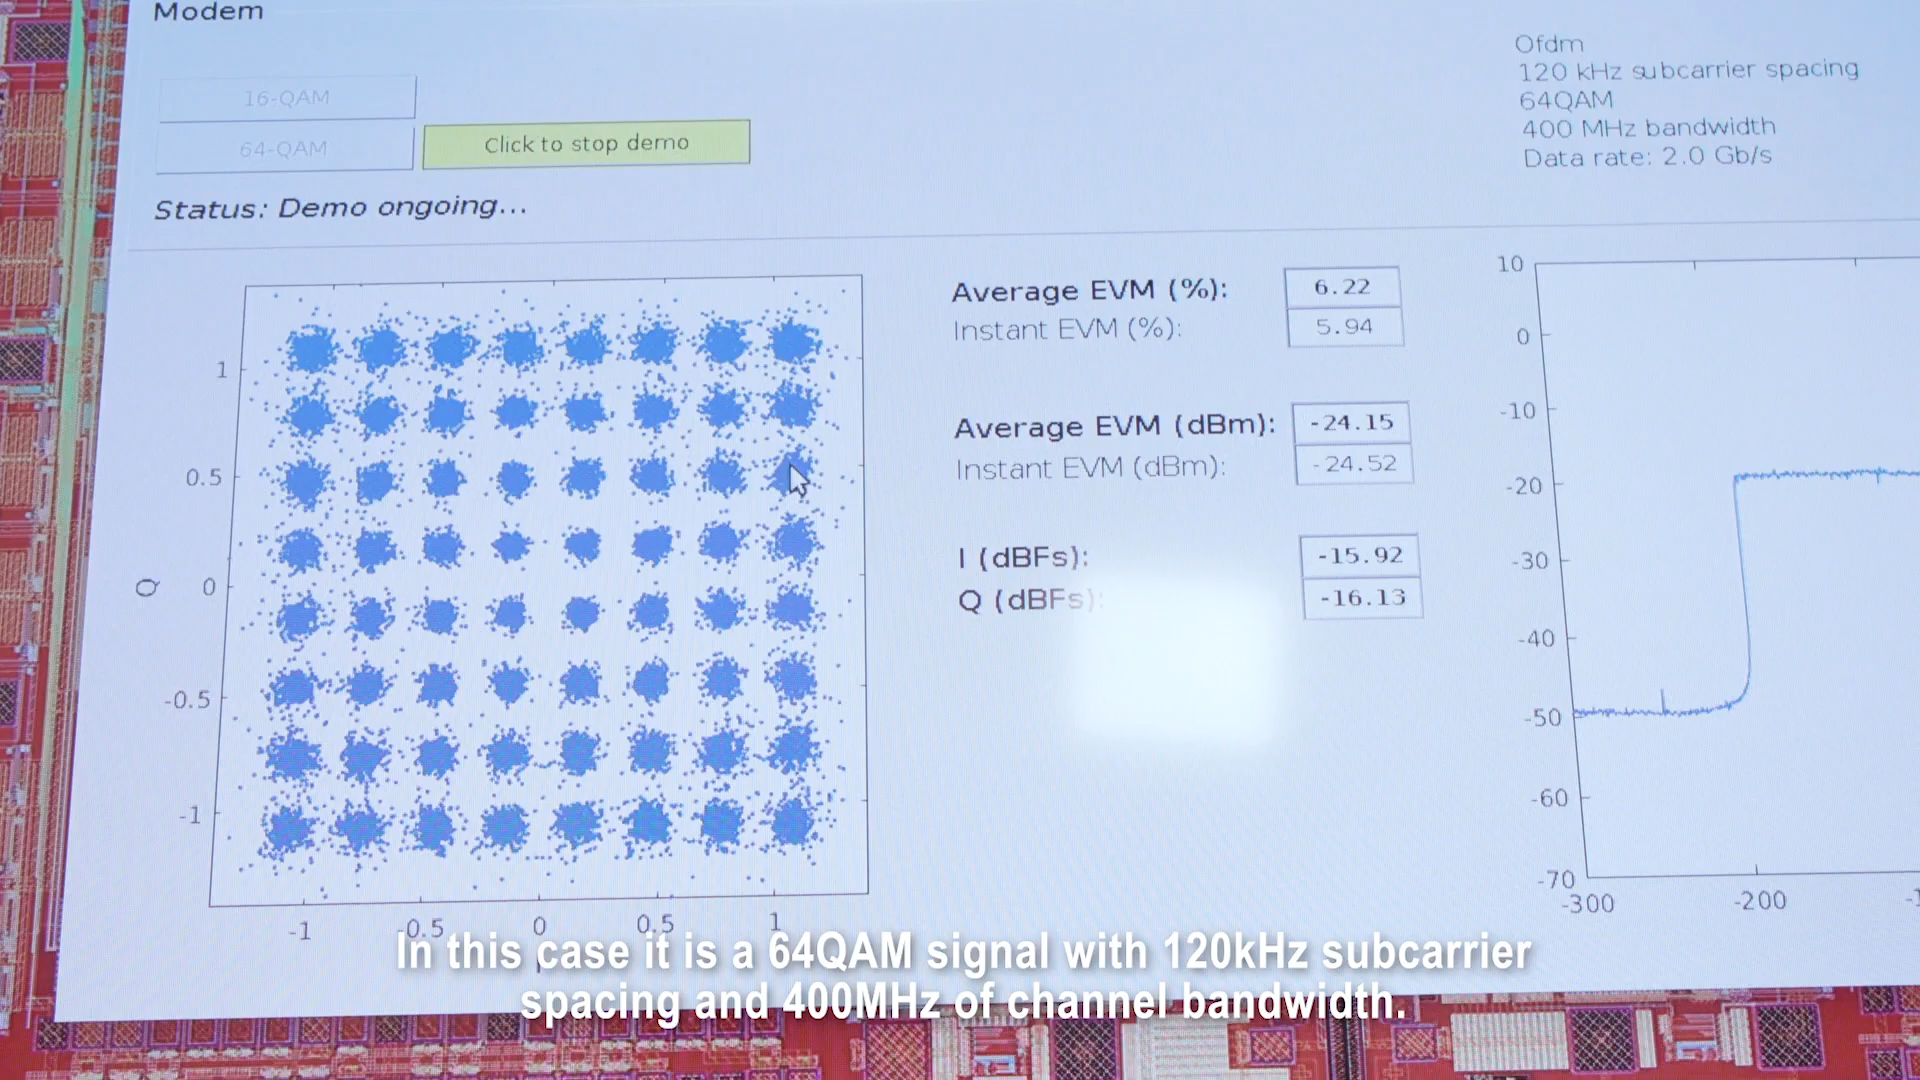 Modem
16-QAM
64-QAM
Click to stop demo
Status: Demo ongoing...
Ofdm
120 kHz subcarrier spacing
64QAM
400 MHz bandwidth
Data rate: 2.0 Gb/s
1
0.5
0
-0.5
-1
Q
-1
-0.5
0
0.5
1
Average EVM (%):
6.22
Instant EVM (%):
5.94
Average EVM (dBm):
-24.15
Instant EVM (dBm):
-24.52
I (dBFs):
-15.92
Q (dBFs):
-16.13
10
0
-10
-20
-30
-40
-50
-60
-70
-300
-200
In this case it is a 64QAM signal with 120kHz subcarrier
spacing and 400MHz of channel bandwidth.